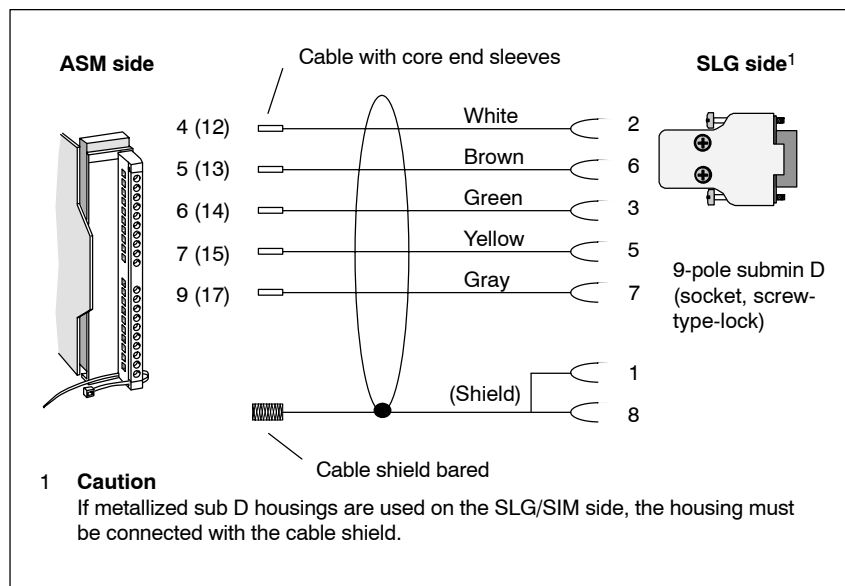 Cable with core end sleeves
ASM side
SLG side1
4 (12) White 2
5 (13) Brown 6
6 (14) Green 3
7 (15) Yellow 5
9 (17) Gray 7
9-pole submin D
(socket, screw-
type-lock)
1
(Shield) 8
Cable shield bared
1 Caution
If metallized sub D housings are used on the SLG/SIM side, the housing must
be connected with the cable shield.